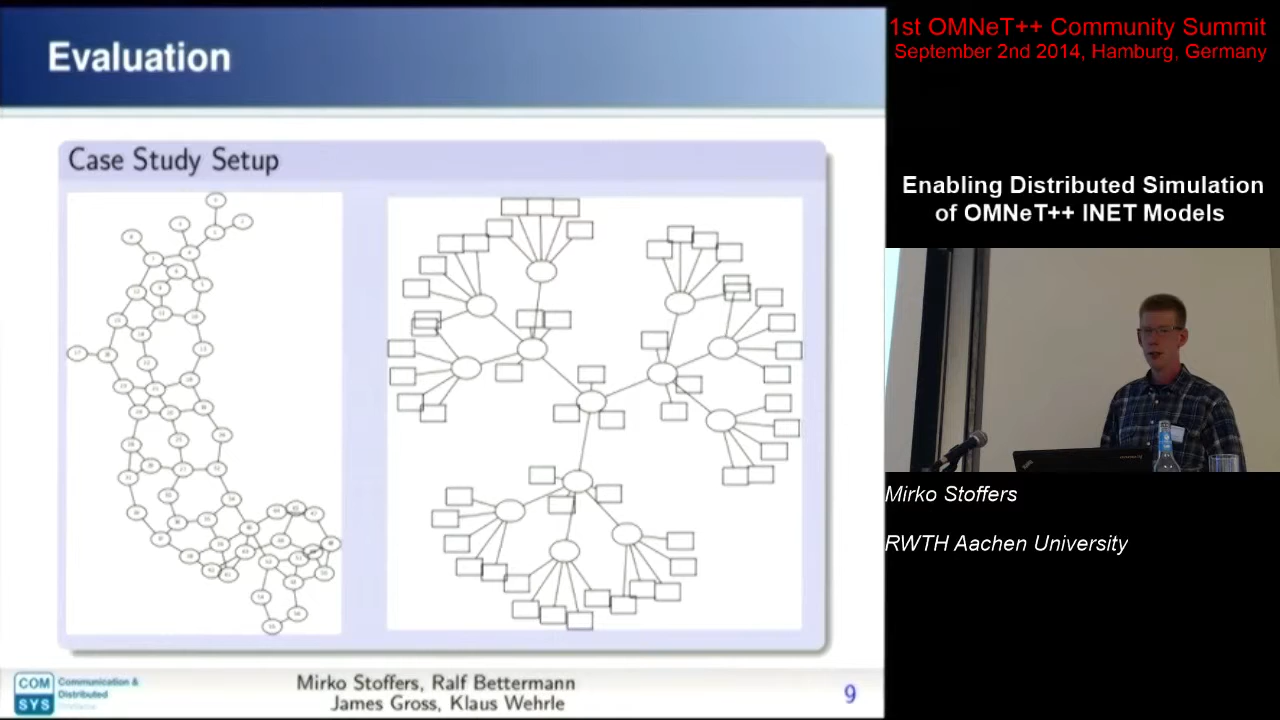 Evaluation
Case Study Setup
COM
SYS
Communication &
Distributed
Mirko Stoffers, Ralf Bettermann
James Gross, Klaus Wehrle
9
1st OMNeT++ Community Summit
September 2nd 2014, Hamburg, Germany
Enabling Distributed Simulation
of OMNeT++ INET Models
Mirko Stoffers
RWTH Aachen University